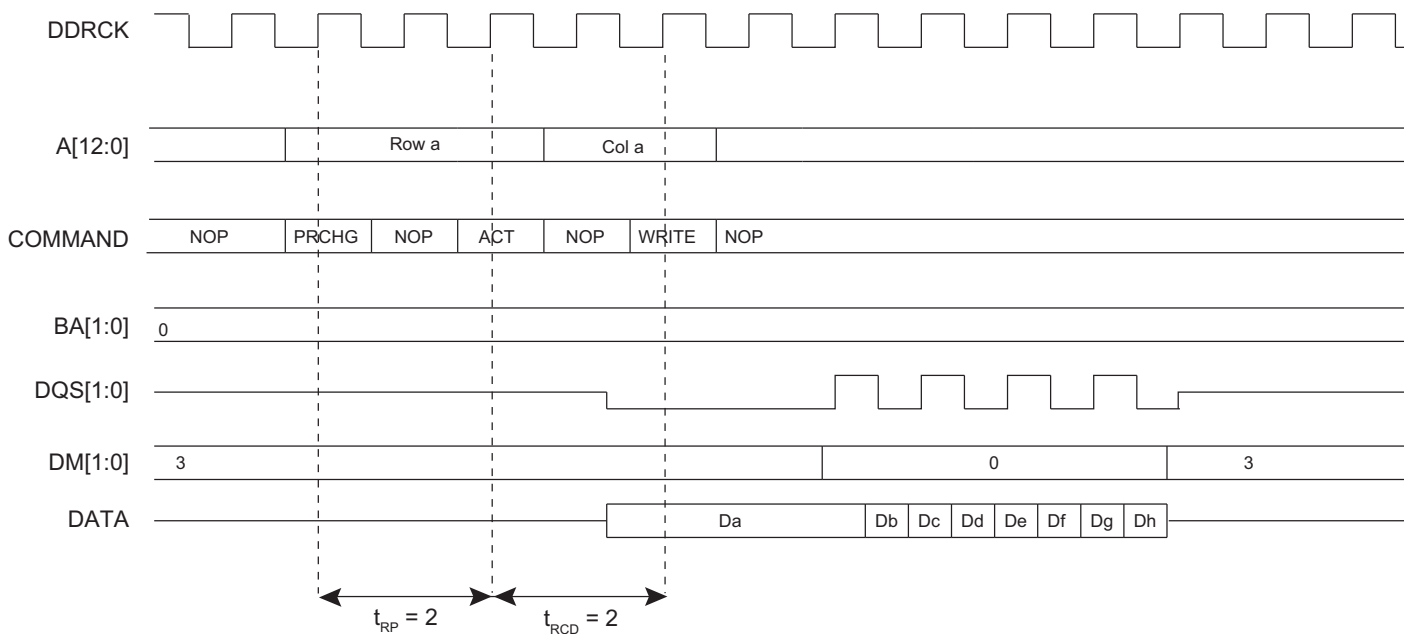 DDRCK
A[12:0] Row a Col a
COMMAND NOP PRCHG NOP ACT NOP WRITE NOP
BA[1:0] 0
DQS[1:0]
DM[1:0] 3 0 3
DATA Da Db Dc Dd De Df Dg Dh
tRP = 2 tRCD = 2